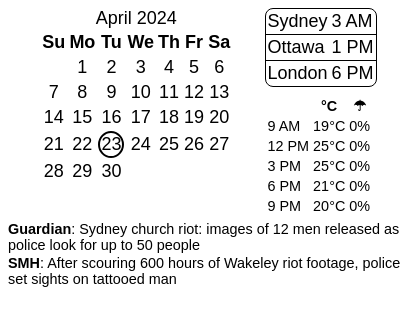 April 2024
Su Mo Tu We Th Fr Sa
1 2 3 4 5 6
7 8 9 10 11 12 13
14 15 16 17 18 19 20
21 22 23 24 25 26 27
28 29 30
Sydney 3 AM
Ottawa 1 PM
London 6 PM
°C ☂
9 AM 19°C 0%
12 PM 25°C 0%
3 PM 25°C 0%
6 PM 21°C 0%
9 PM 20°C 0%
Guardian: Sydney church riot: images of 12 men released as
police look for up to 50 people
SMH: After scouring 600 hours of Wakeley riot footage, police
set sights on tattooed man